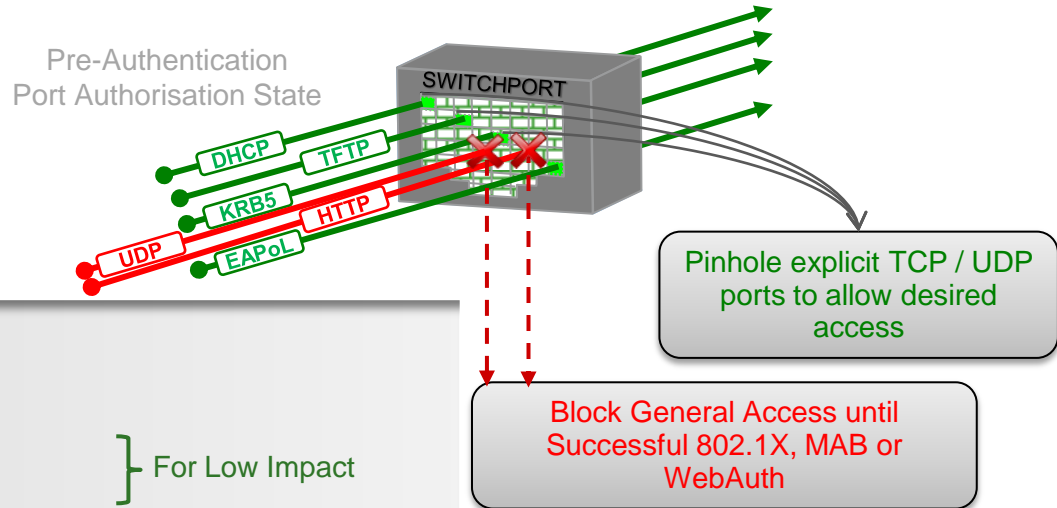 Pre-Authentication
Port Authorisation State
SWITCHPORT
DHCP
TFTP
KRB5
HTTP
UDP
EAPoL
Pinhole explicit TCP / UDP
ports to allow desired
access
Block General Access until
Successful 802.1X, MAB or
WebAuth
For Low Impact